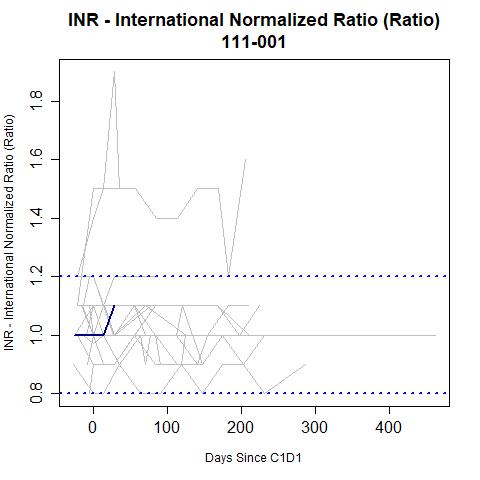 INR - International Normalized Ratio (Ratio)
111-001
INR - International Normalized Ratio (Ratio)
1.8
1.6
1.4
1.2
1.0
0.8
0 100 200 300 400
Days Since C1D1